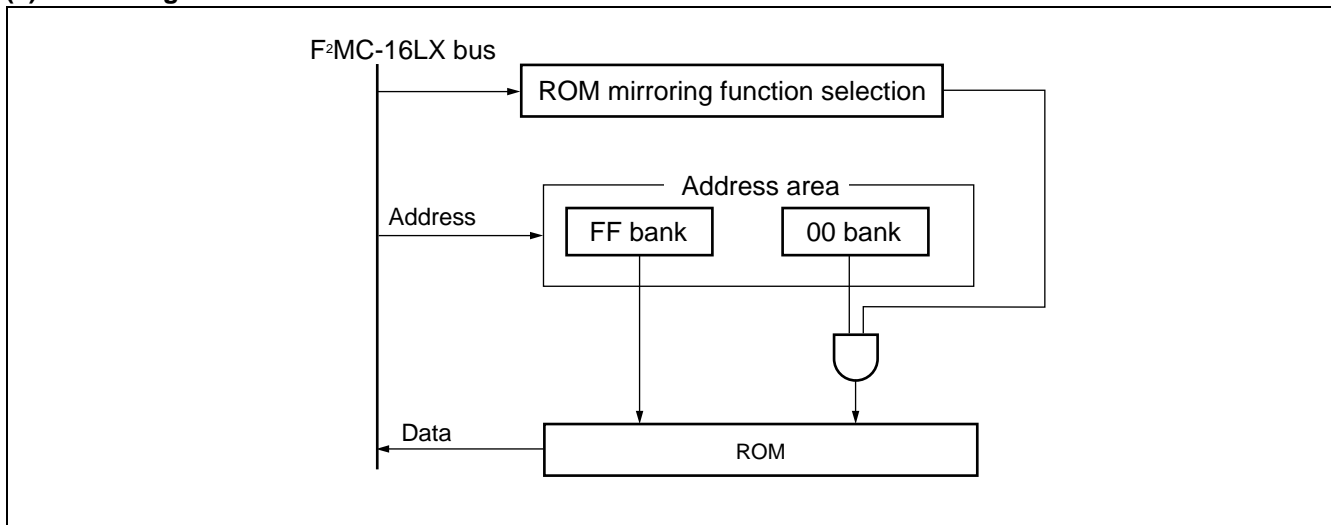 F²MC-16LX bus
ROM mirroring function selection
Address area
Address
FF bank
00 bank
Data
ROM